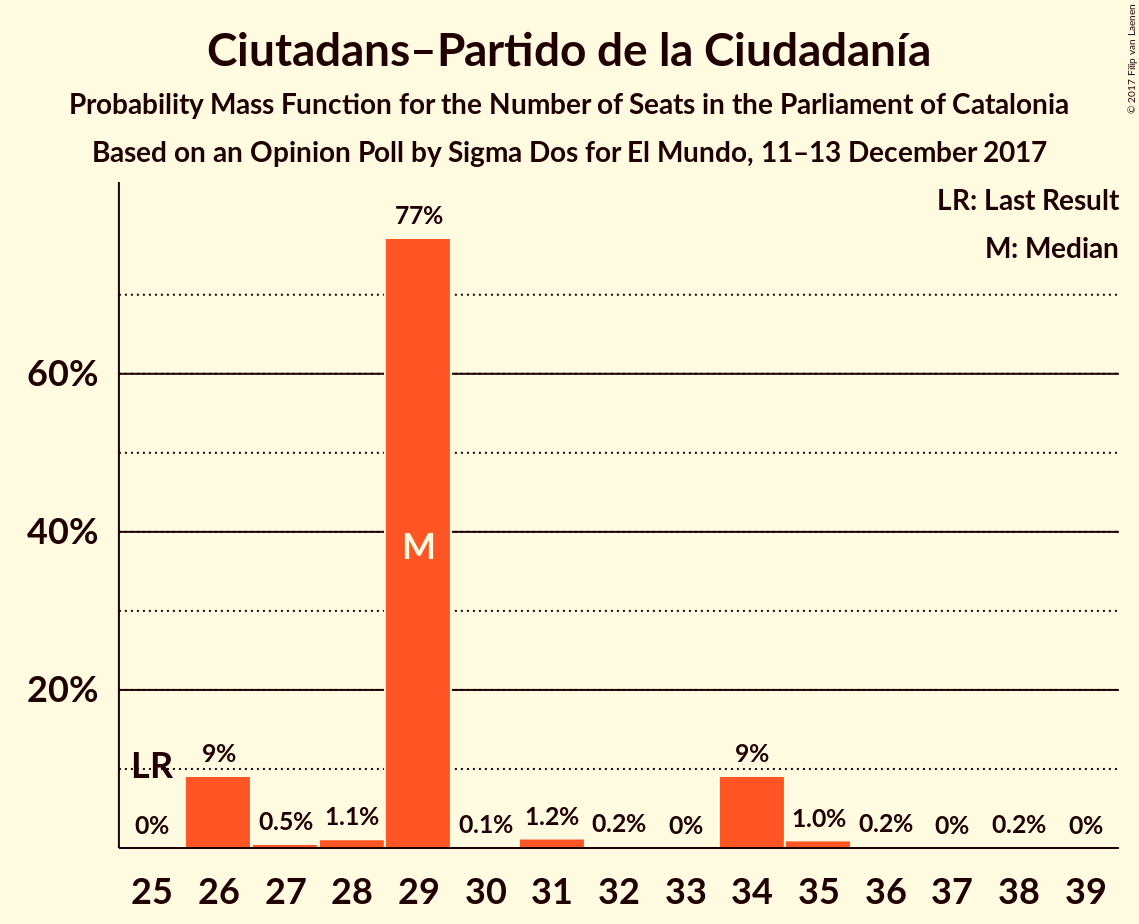 Ciutadans–Partido de la Ciudadanía
Probability Mass Function for the Number of Seats in the Parliament of Catalonia
Based on an Opinion Poll by Sigma Dos for El Mundo, 11–13 December 2017
© 2017 Filip van Laenen
LR: Last Result
M: Median
77%
60%
40%
M
20%
LR
0%
9%
0.5%
1.1%
0.1%
1.2%
0.2%
0%
9%
1.0%
0.2%
0%
0.2%
0%
25 26 27 28 29 30 31 32 33 34 35 36 37 38 39